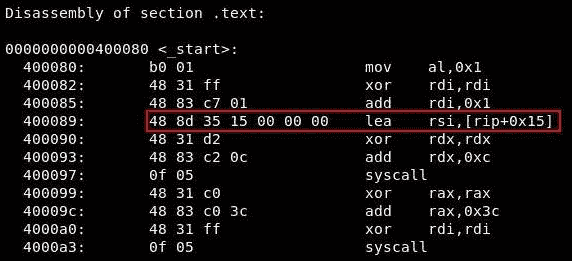 Disassembly of section .text:
0000000000400080 <_start>:
400080: b0 01 mov al,0x1
400082: 48 31 ff xor rdi,rdi
400085: 48 83 c7 01 add rdi,0x1
400089: 48 8d 35 15 00 00 00 lea rsi,[rip+0x15]
400090: 48 31 d2 xor rdx,rdx
400093: 48 83 c2 0c add rdx,0xc
400097: 0f 05 syscall
400099: 48 31 c0 xor rax,rax
40009c: 48 83 c0 3c add rax,0x3c
4000a0: 48 31 ff xor rdi,rdi
4000a3: 0f 05 syscall